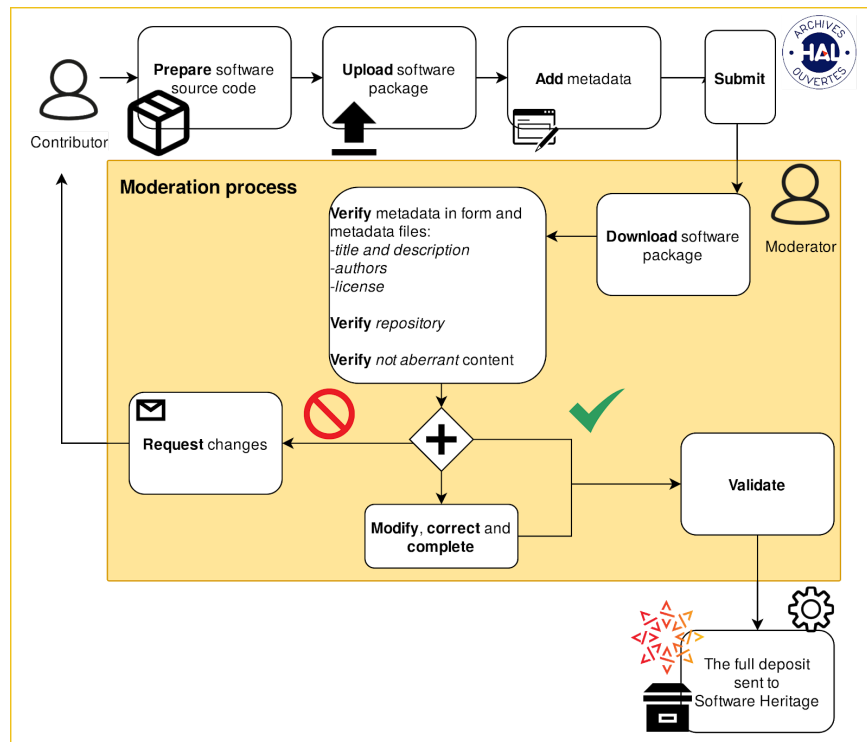 ARCHIVES
HAL
OUVERTES
Prepare software
source code
Upload software
package
Add metadata
Submit
Contributor
Moderation process
Moderator
Verify metadata in form and
metadata files:
-title and description
-authors
-license
Verify repository
Verify not aberrant content
Download software
package
Request changes
Modify, correct and
complete
Validate
The full deposit
sent to
Software Heritage